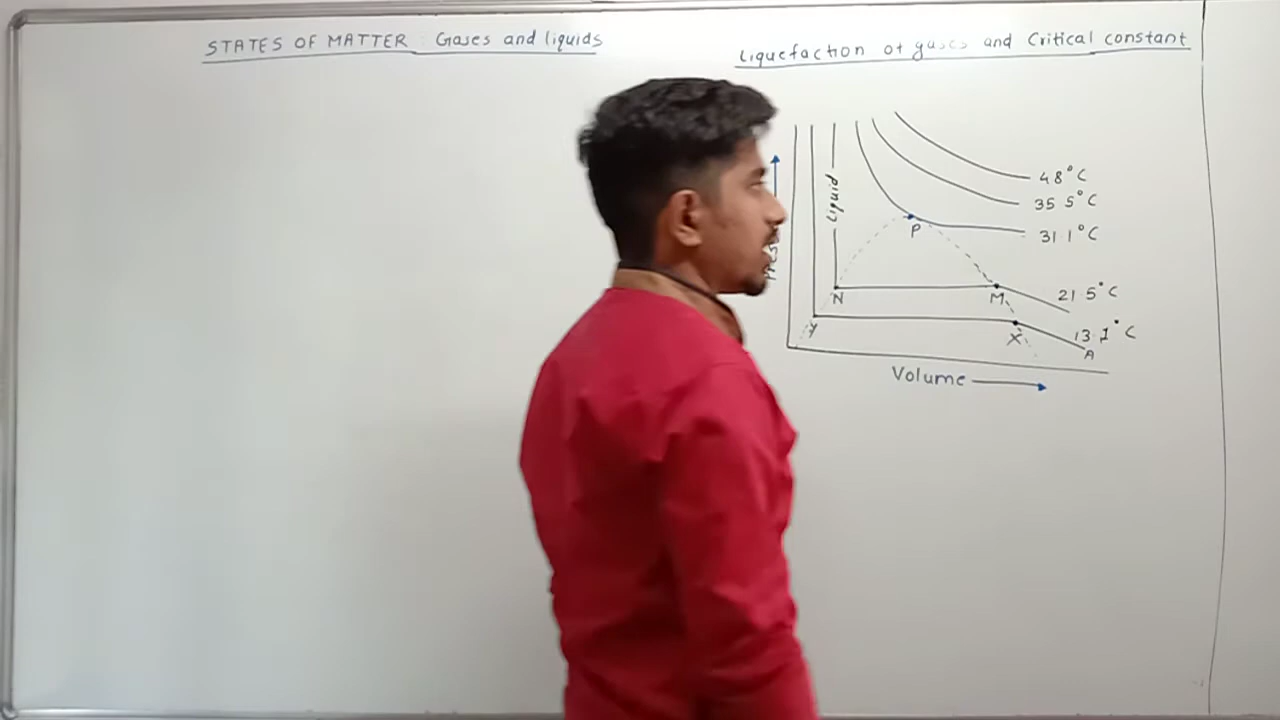 STATES OF MATTER : Gases and liquids
Liquefaction of gases and Critical constant
48°C
35 5°C
31 1°C
21 5°C
13 1°C
Liquid
P
N
M
Y
X
A
Volume